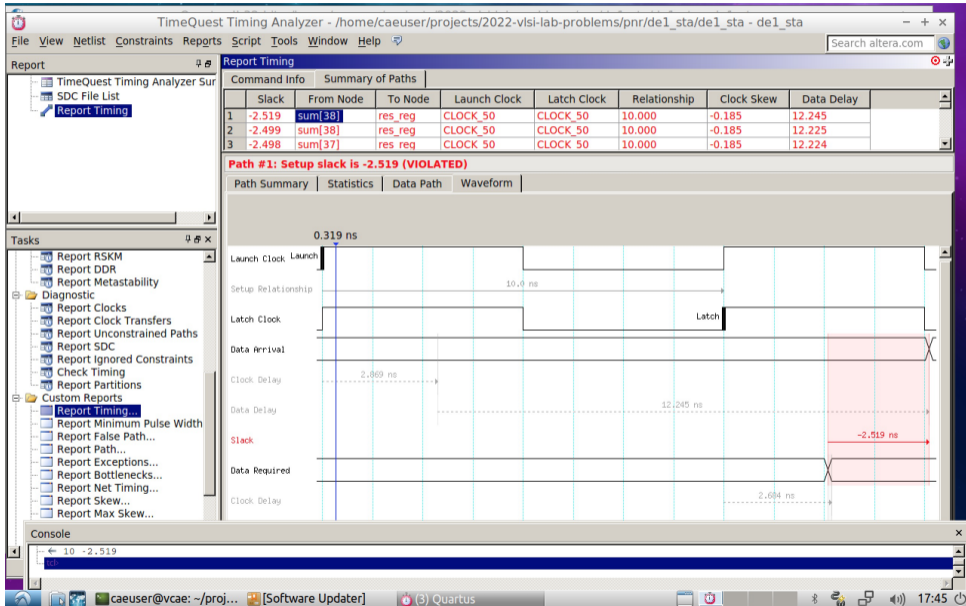 TimeQuest Timing Analyzer - /home/caeuser/projects/2022-vlsi-lab-problems/pnr/de1_sta/de1_sta - de1_sta
File View Netlist Constraints Reports Script Tools Window Help
Search altera.com
Report
TimeQuest Timing Analyzer Sur
SDC File List
Report Timing
Report Timing
Command Info Summary of Paths
Slack From Node To Node Launch Clock Latch Clock Relationship Clock Skew Data Delay
1 -2.519 sum[38] res_reg CLOCK_50 CLOCK_50 10.000 -0.185 12.245
2 -2.499 sum[38] res_reg CLOCK_50 CLOCK_50 10.000 -0.185 12.225
3 -2.498 sum[37] res_reg CLOCK_50 CLOCK_50 10.000 -0.185 12.224
Path #1: Setup slack is -2.519 (VIOLATED)
Path Summary Statistics Data Path Waveform
0.319 ns
Launch Clock Launch
Setup Relationship 10.0 ns
Latch Clock Latch
Data Arrival
Clock Delay 2.869 ns
Data Delay 12.245 ns
Slack -2.519 ns
Data Required
Clock Delay 2.684 ns
Tasks
Report RSKM
Report DDR
Report Metastability
Diagnostic
Report Clocks
Report Clock Transfers
Report Unconstrained Paths
Report SDC
Report Ignored Constraints
Check Timing
Report Partitions
Custom Reports
Report Timing...
Report Minimum Pulse Width
Report False Path...
Report Path...
Report Exceptions...
Report Bottlenecks...
Report Net Timing...
Report Skew...
Report Max Skew...
Console
← 10 -2.519
tcl>
caeuser@vcae: ~/proj... [Software Updater] (3) Quartus 17:45